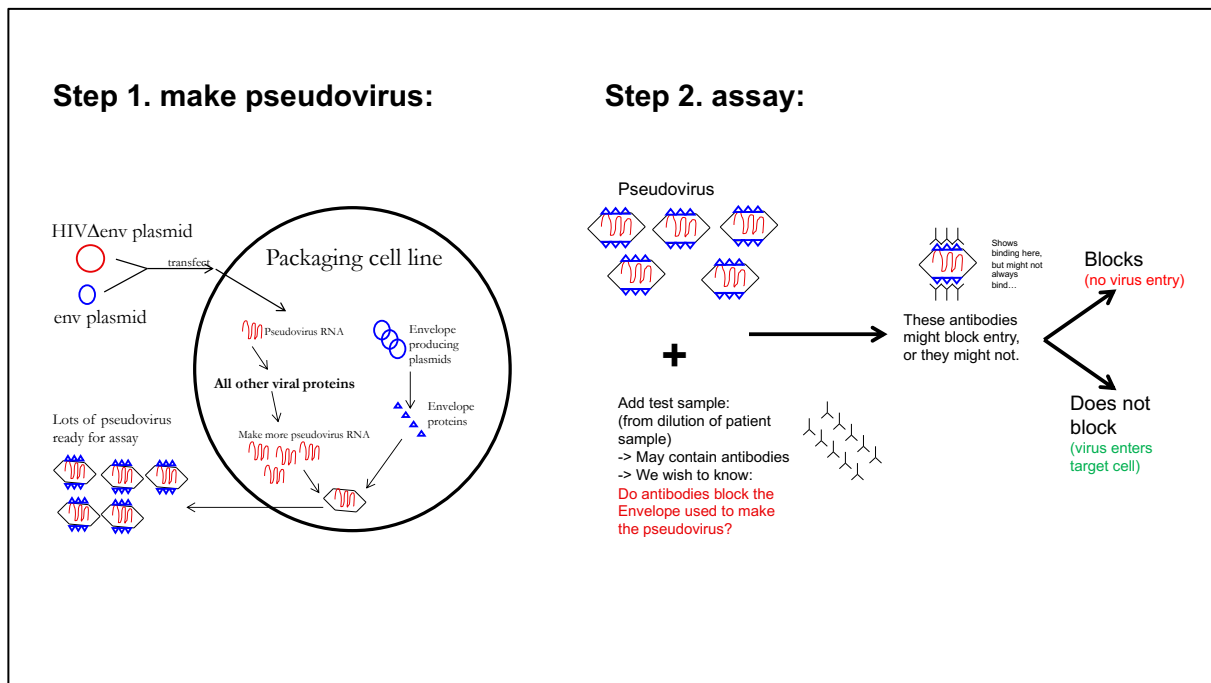 Step 1. make pseudovirus:
HIVΔenv plasmid
transfect
env plasmid
Packaging cell line
Pseudovirus RNA
Envelope
producing
plasmids
All other viral proteins
Envelope
proteins
Make more pseudovirus RNA
Lots of pseudovirus
ready for assay
Step 2. assay:
Pseudovirus
+
Add test sample:
(from dilution of patient
sample)
-> May contain antibodies
-> We wish to know:
Do antibodies block the
Envelope used to make
the pseudovirus?
Shows
binding here,
but might not
always
bind…
These antibodies
might block entry,
or they might not.
Blocks
(no virus entry)
Does not
block
(virus enters
target cell)